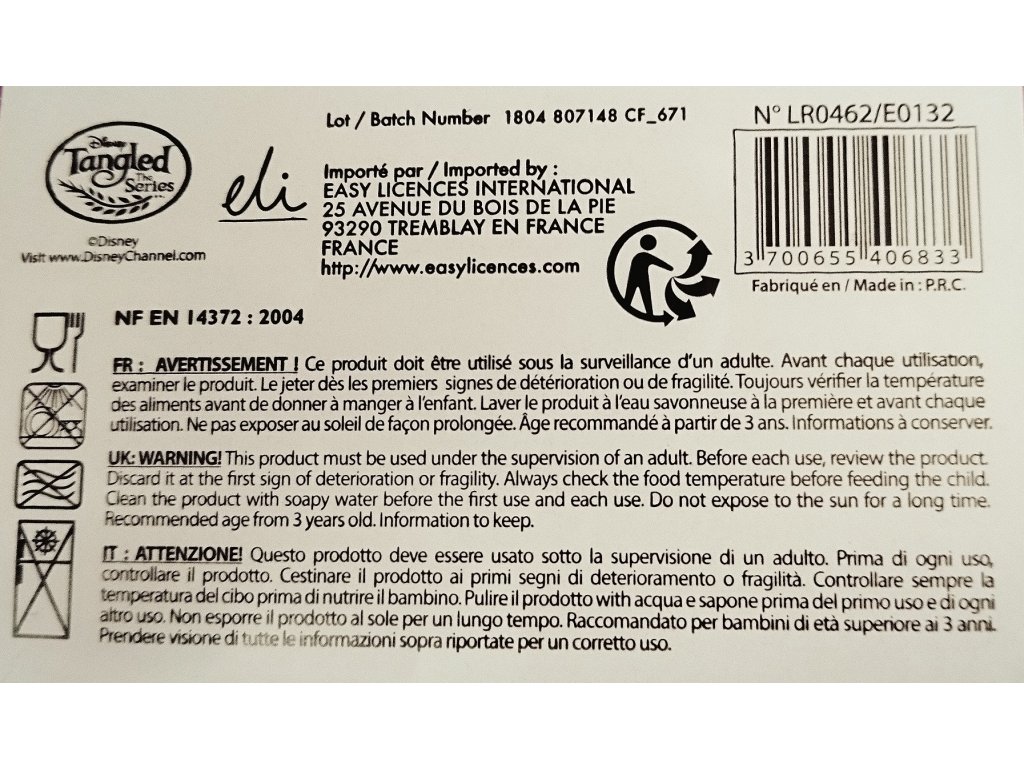 Lot / Batch Number 1804 807148 CF_671
N° LR0462/E0132
Disney
Tangled
The
Series
©Disney
Visit www.DisneyChannel.com
eli
Importé par / Imported by :
EASY LICENCES INTERNATIONAL
25 AVENUE DU BOIS DE LA PIE
93290 TREMBLAY EN FRANCE
FRANCE
http://www.easylicences.com
3 700655 406833
Fabriqué en / Made in : P.R.C.
NF EN 14372 : 2004
FR : AVERTISSEMENT ! Ce produit doit être utilisé sous la surveillance d'un adulte. Avant chaque utilisation,
examiner le produit. Le jeter dès les premiers signes de détérioration ou de fragilité. Toujours vérifier la température
des aliments avant de donner à manger à l'enfant. Laver le produit à l'eau savonneuse à la première et avant chaque
utilisation. Ne pas exposer au soleil de façon prolongée. Âge recommandé à partir de 3 ans. Informations à conserver.
UK: WARNING! This product must be used under the supervision of an adult. Before each use, review the product.
Discard it at the first sign of deterioration or fragility. Always check the food temperature before feeding the child.
Clean the product with soapy water before the first use and each use. Do not expose to the sun for a long time.
Recommended age from 3 years old. Information to keep.
IT : ATTENZIONE! Questo prodotto deve essere usato sotto la supervisione di un adulto. Prima di ogni uso,
controllare il prodotto. Cestinare il prodotto ai primi segni di deterioramento o fragilità. Controllare sempre la
temperatura del cibo prima di nutrire il bambino. Pulire il prodotto with acqua e sapone prima del primo uso e di ogni
altro uso. Non esporre il prodotto al sole per un lungo tempo. Raccomandato per bambini di età superiore ai 3 anni.
Prendere visione di tutte le informazioni sopra riportate per un corretto uso.